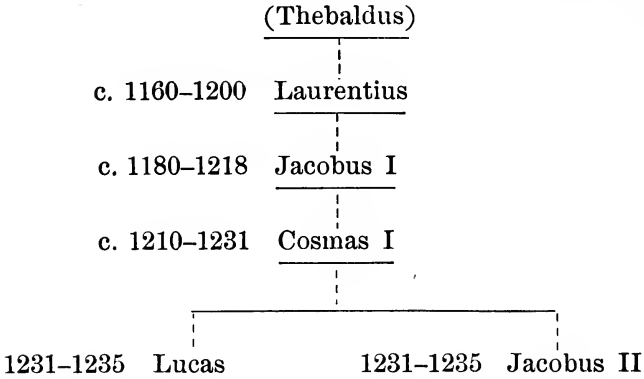 (Thebaldus)
c. 1160–1200 Laurentius
c. 1180–1218 Jacobus I
c. 1210–1231 Cosmas I
1231–1235 Lucas 1231–1235 Jacobus II